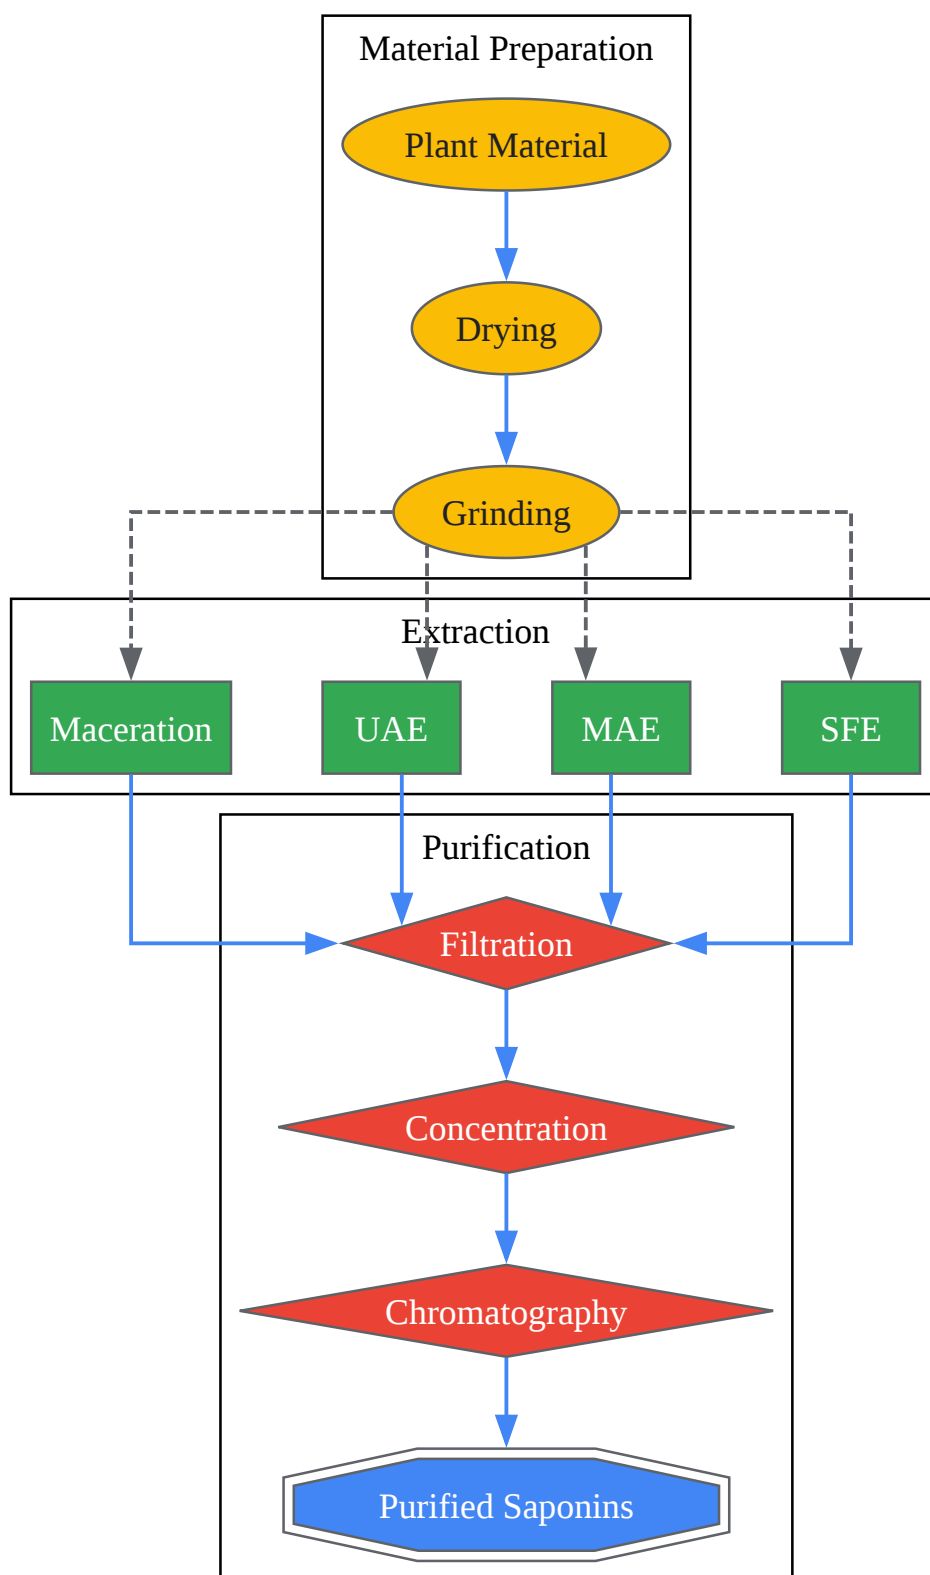 Material Preparation
Plant Material
Drying
Grinding
Extraction
Maceration
UAE
MAE
SFE
Purification
Filtration
Concentration
Chromatography
Purified Saponins